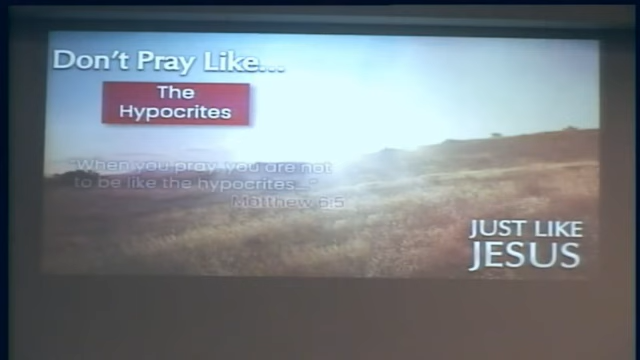 Don't Pray Like...
The
Hypocrites
"When you pray, you are not
to be like the hypocrites..."
Matthew 6:5
JUST LIKE
JESUS